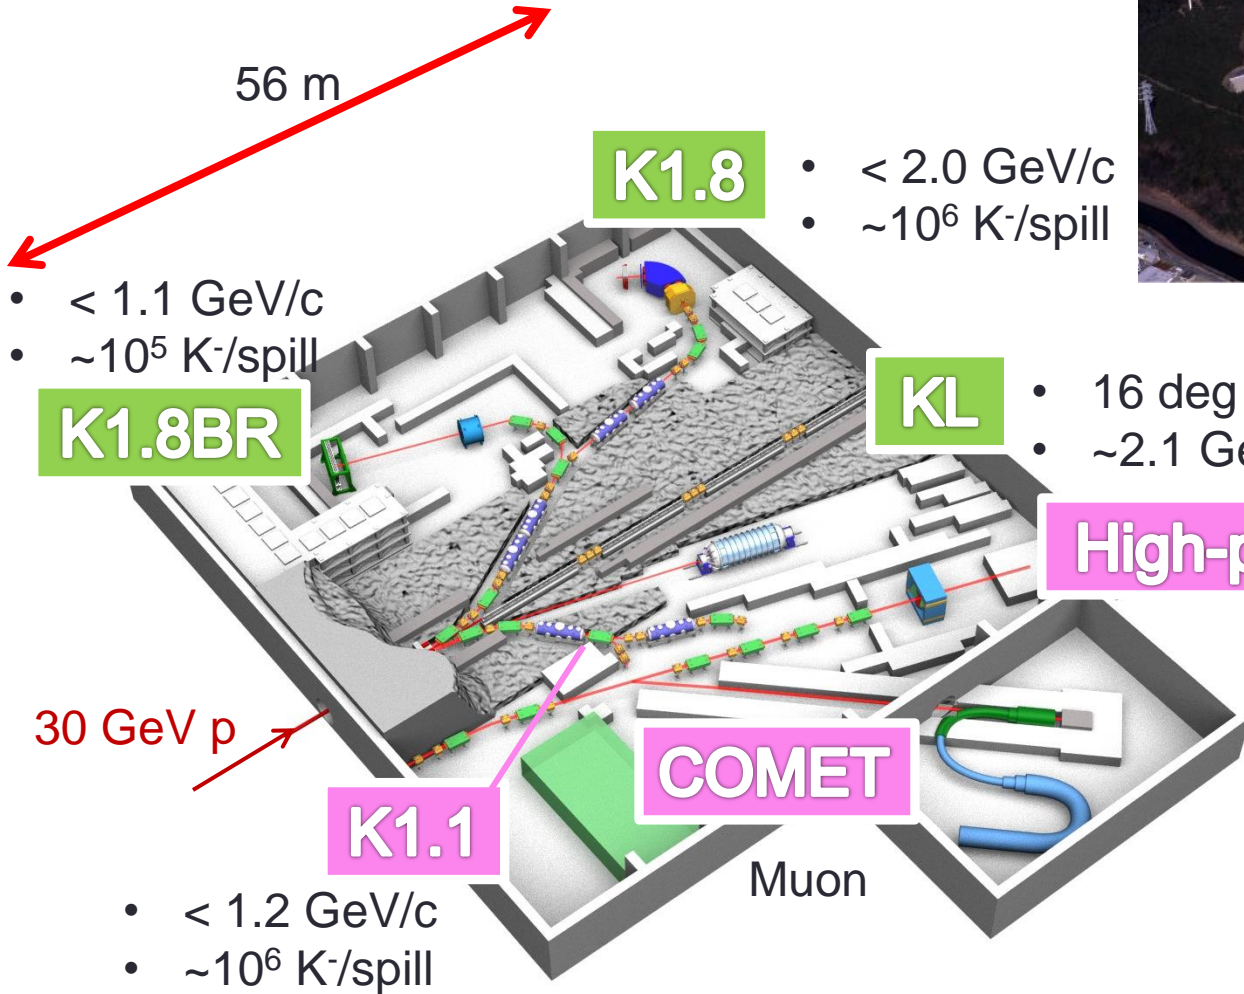 56 m
K1.8
• < 2.0 GeV/c
• ~10⁶ K⁻/spill
• < 1.1 GeV/c
• ~10⁵ K⁻/spill
K1.8BR
KL
• 16 deg
• ~2.1 Ge
High-p
30 GeV p
COMET
K1.1
Muon
• < 1.2 GeV/c
• ~10⁶ K⁻/spill